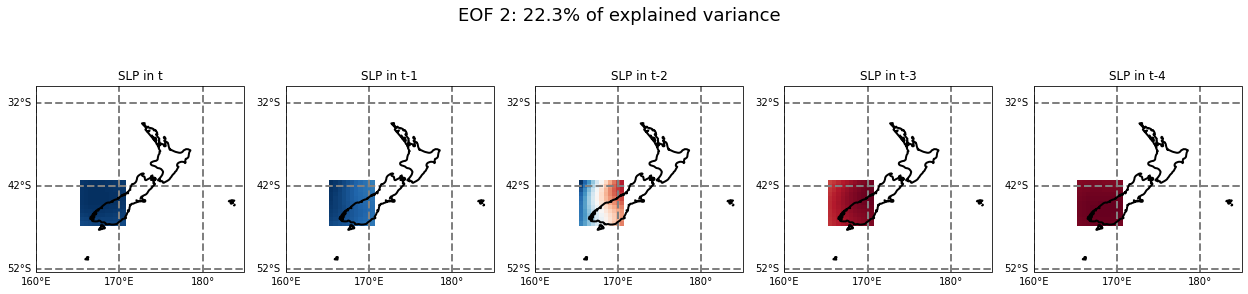 EOF 2: 22.3% of explained variance
SLP in t
SLP in t-1
SLP in t-2
SLP in t-3
SLP in t-4
32°S
32°S
32°S
32°S
32°S
42°S
42°S
42°S
42°S
42°S
52°S
52°S
52°S
52°S
52°S
160°E 170° 180°
160°E 170° 180°
160°E 170° 180°
160°E 170° 180°
160°E 170° 180°